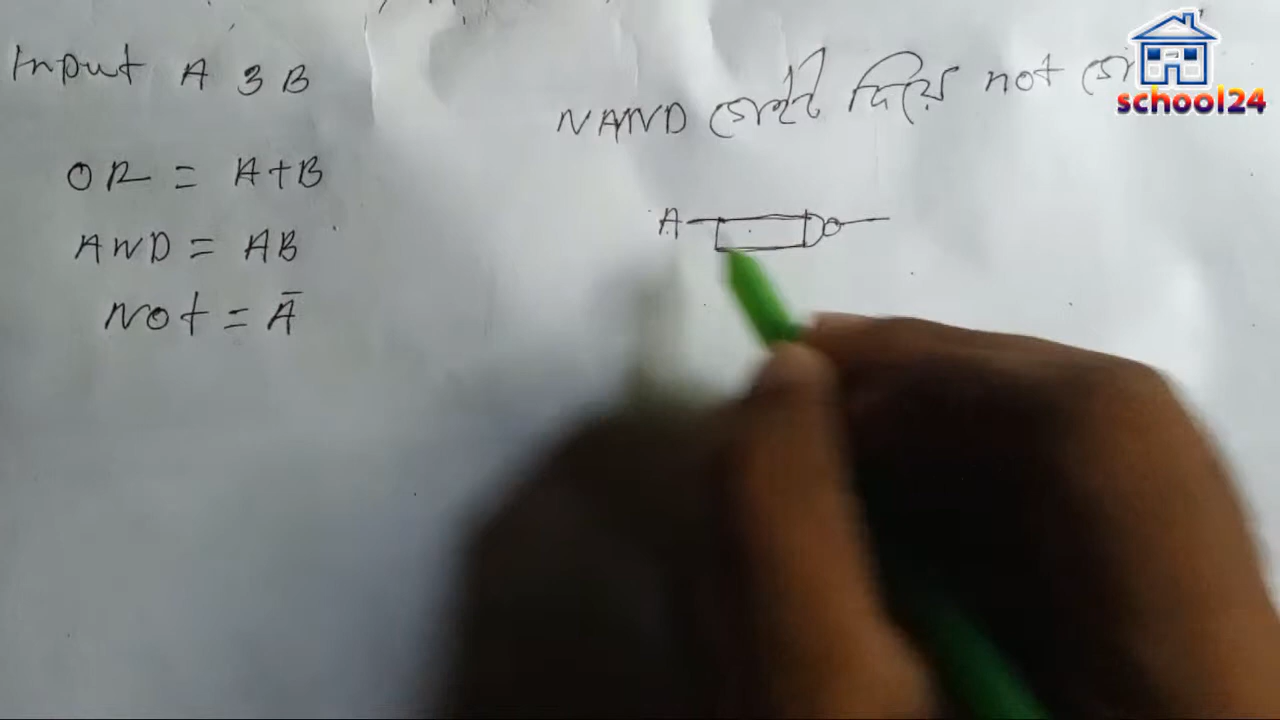 Input A ও B
OR = A+B
AND = AB
Not = Ā
NAND গেইট দিয়ে not
A
school24